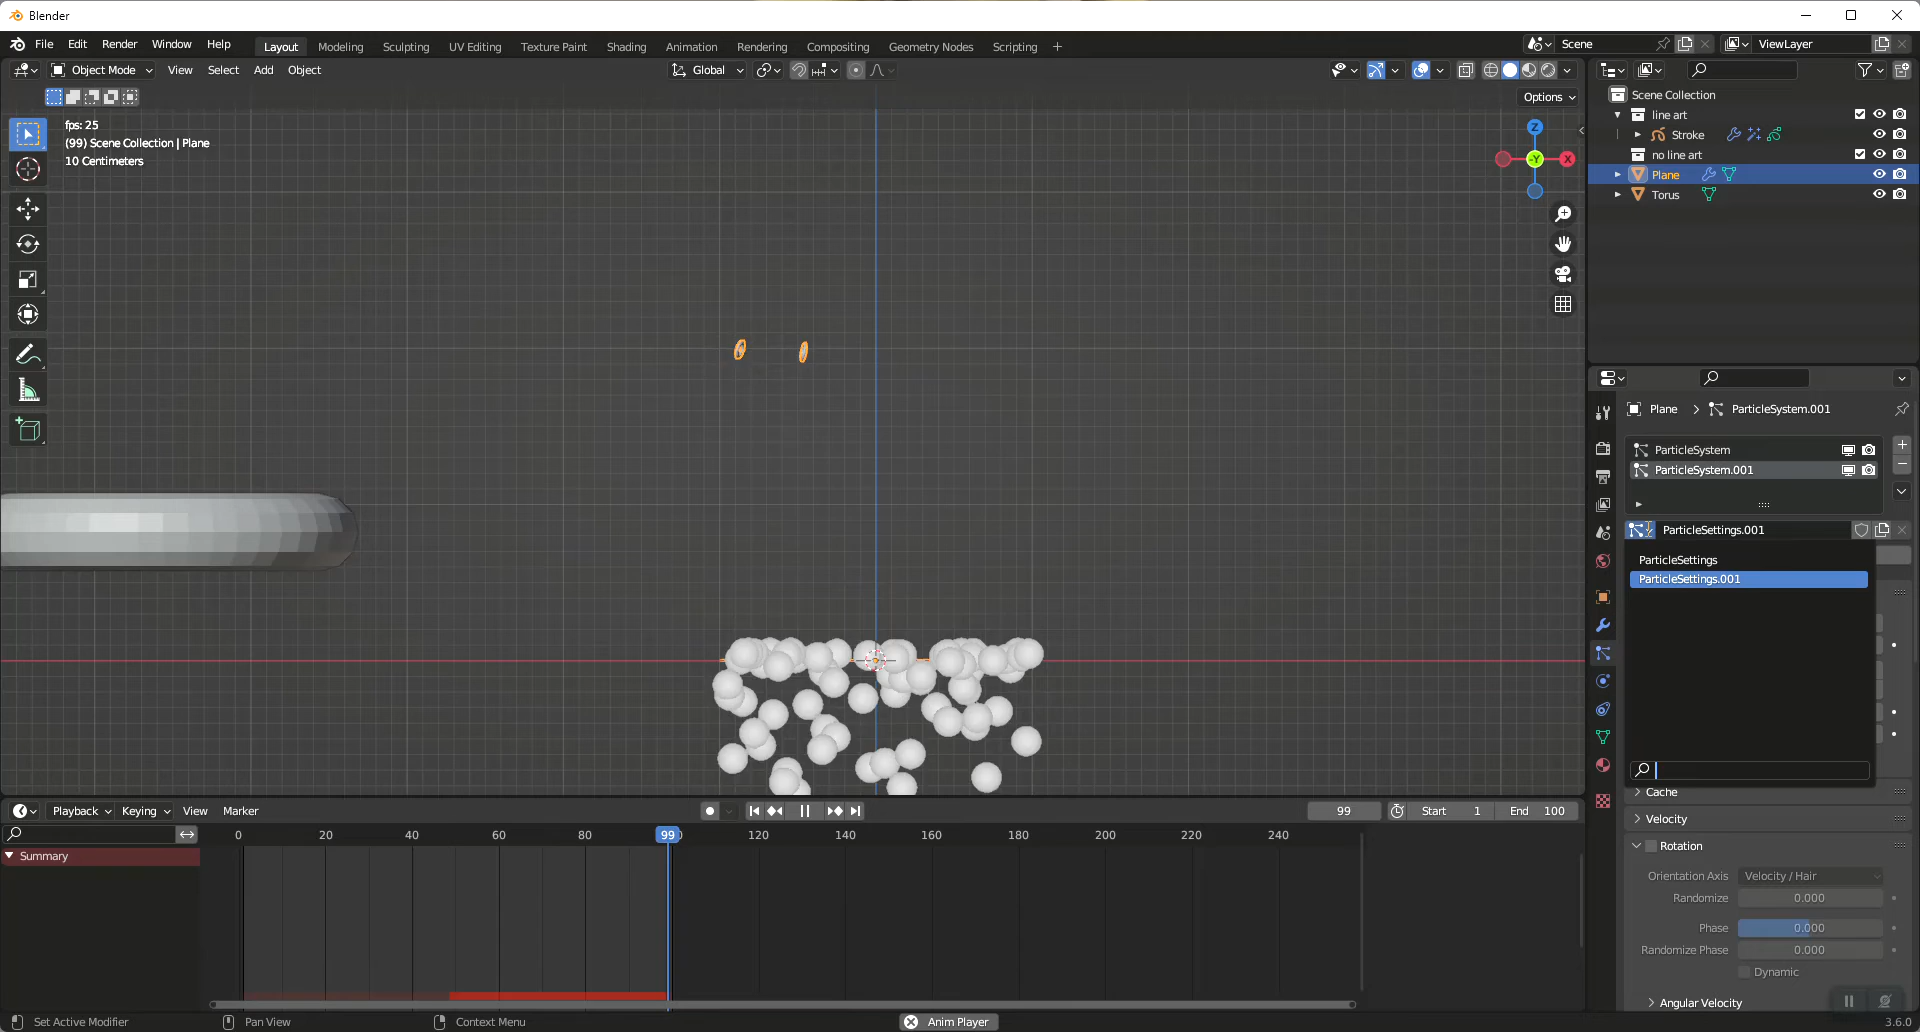 Blender
File Edit Render Window Help
Layout Modeling Sculpting UV Editing Texture Paint Shading Animation Rendering Compositing Geometry Nodes Scripting +
Scene
ViewLayer
Object Mode View Select Add Object
Global
Options
fps: 25
(99) Scene Collection | Plane
10 Centimeters
Z
-Y
X
Scene Collection
line art
Stroke
no line art
Plane
Torus
Plane > ParticleSystem.001
ParticleSystem
ParticleSystem.001
ParticleSettings.001
ParticleSettings
ParticleSettings.001
Cache
Velocity
Rotation
Orientation Axis Velocity / Hair
Randomize 0.000
Phase 0.000
Randomize Phase 0.000
Dynamic
Angular Velocity
Playback Keying View Marker
99
Start 1
End 100
0 20 40 60 80 99 0 120 140 160 180 200 220 240
Summary
Set Active Modifier
Pan View
Context Menu
Anim Player
3.6.0